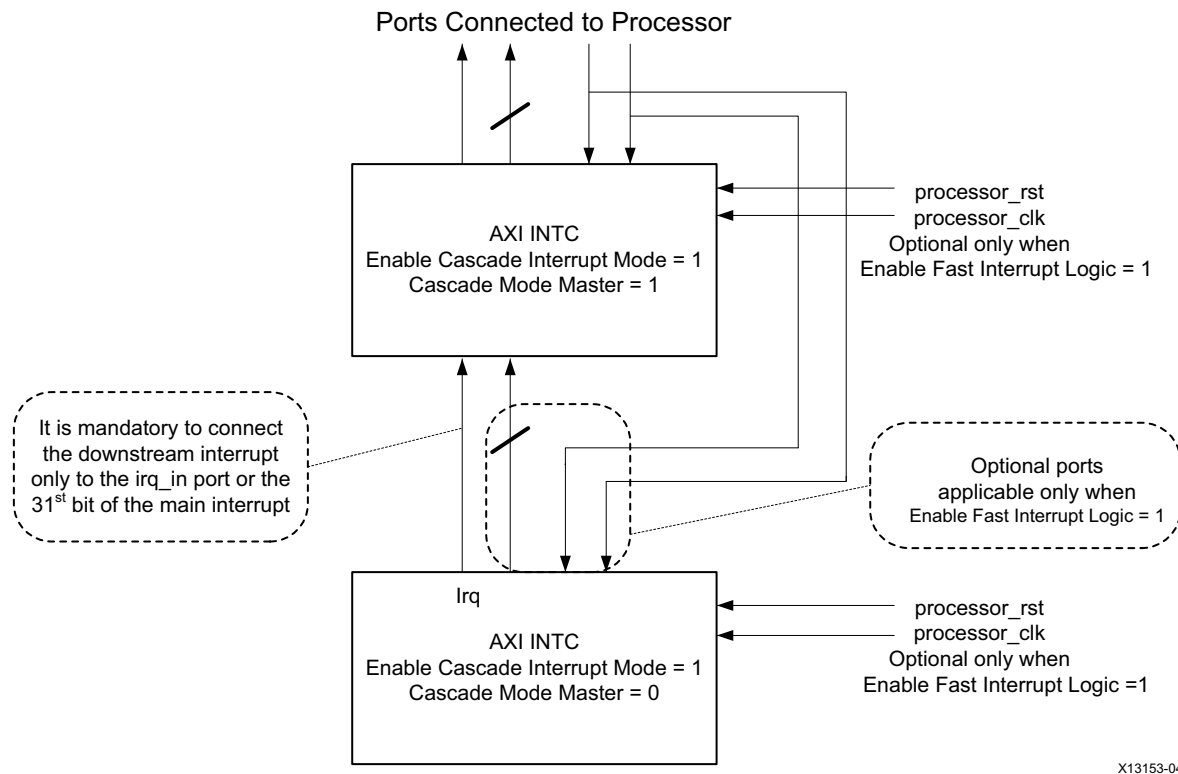 Ports Connected to Processor
processor_rst
processor_clk
Optional only when
Enable Fast Interrupt Logic = 1
AXI INTC
Enable Cascade Interrupt Mode = 1
Cascade Mode Master = 1
It is mandatory to connect
the downstream interrupt
only to the irq_in port or the
31st bit of the main interrupt
Optional ports
applicable only when
Enable Fast Interrupt Logic = 1
Irq
AXI INTC
Enable Cascade Interrupt Mode = 1
Cascade Mode Master = 0
processor_rst
processor_clk
Optional only when
Enable Fast Interrupt Logic =1